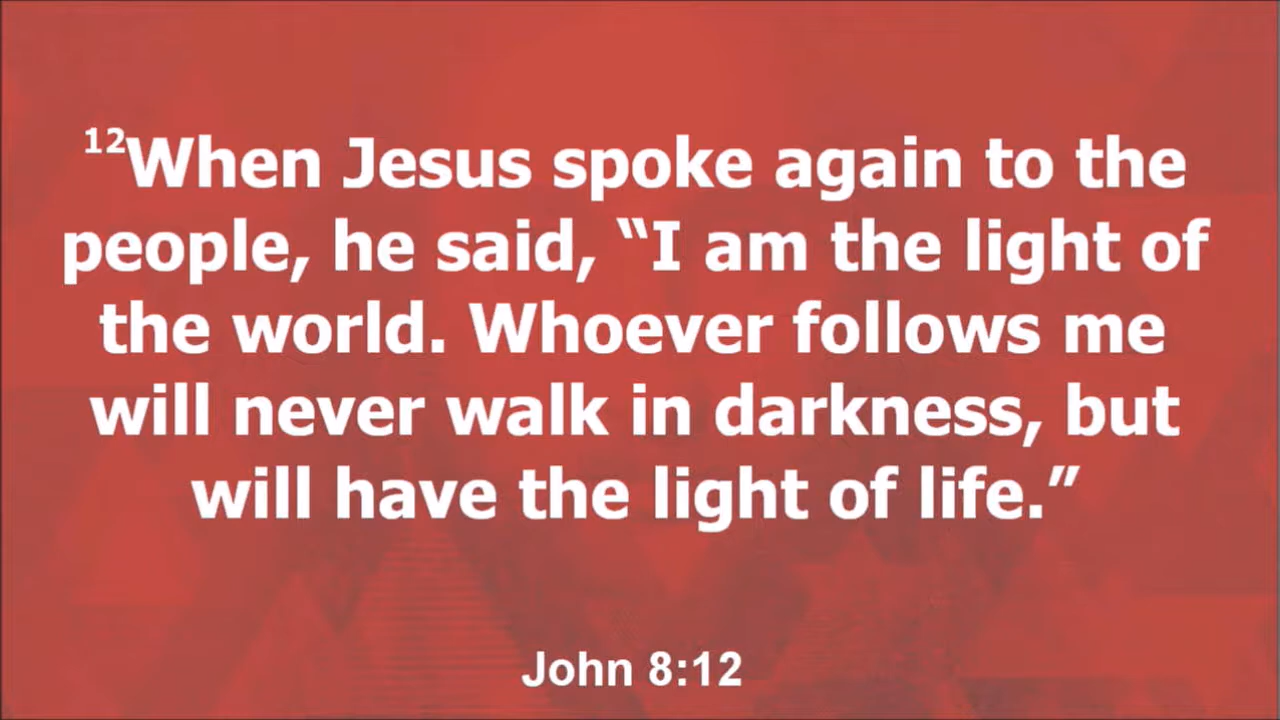 12When Jesus spoke again to the
people, he said, “I am the light of
the world. Whoever follows me
will never walk in darkness, but
will have the light of life.”
John 8:12